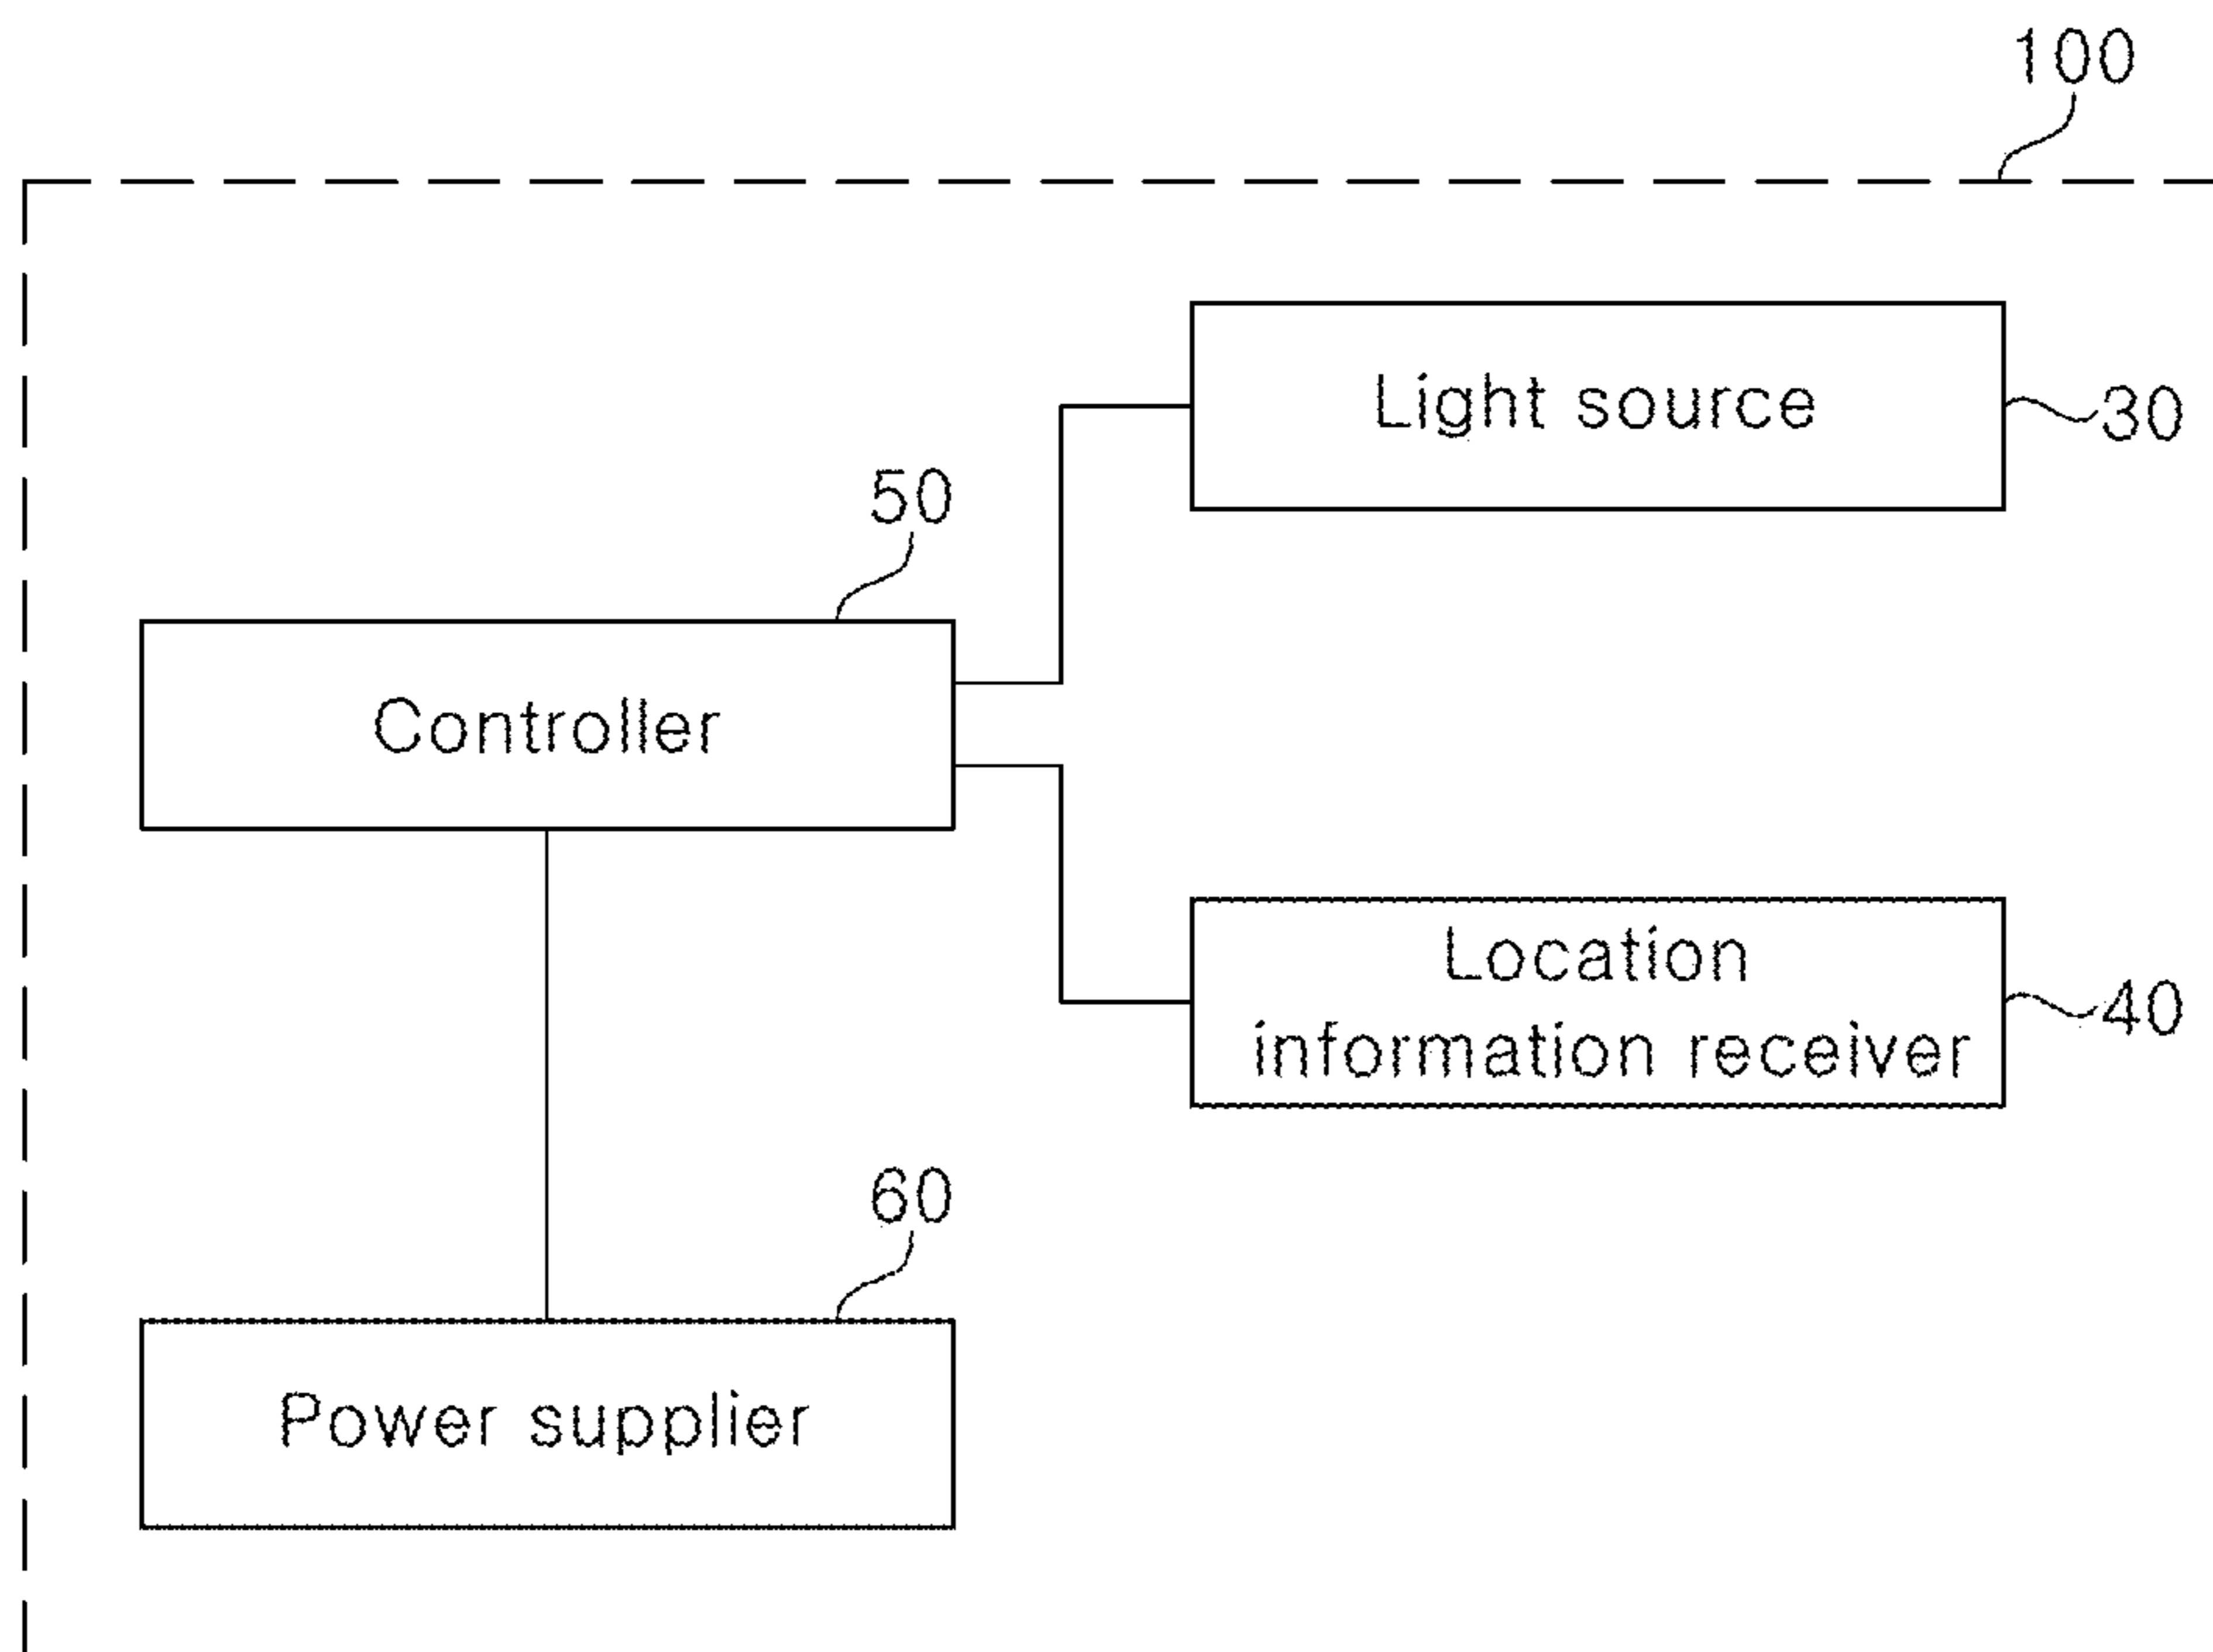 100
Light source
30
50
Controller
Location
information receiver
40
60
Power supplier